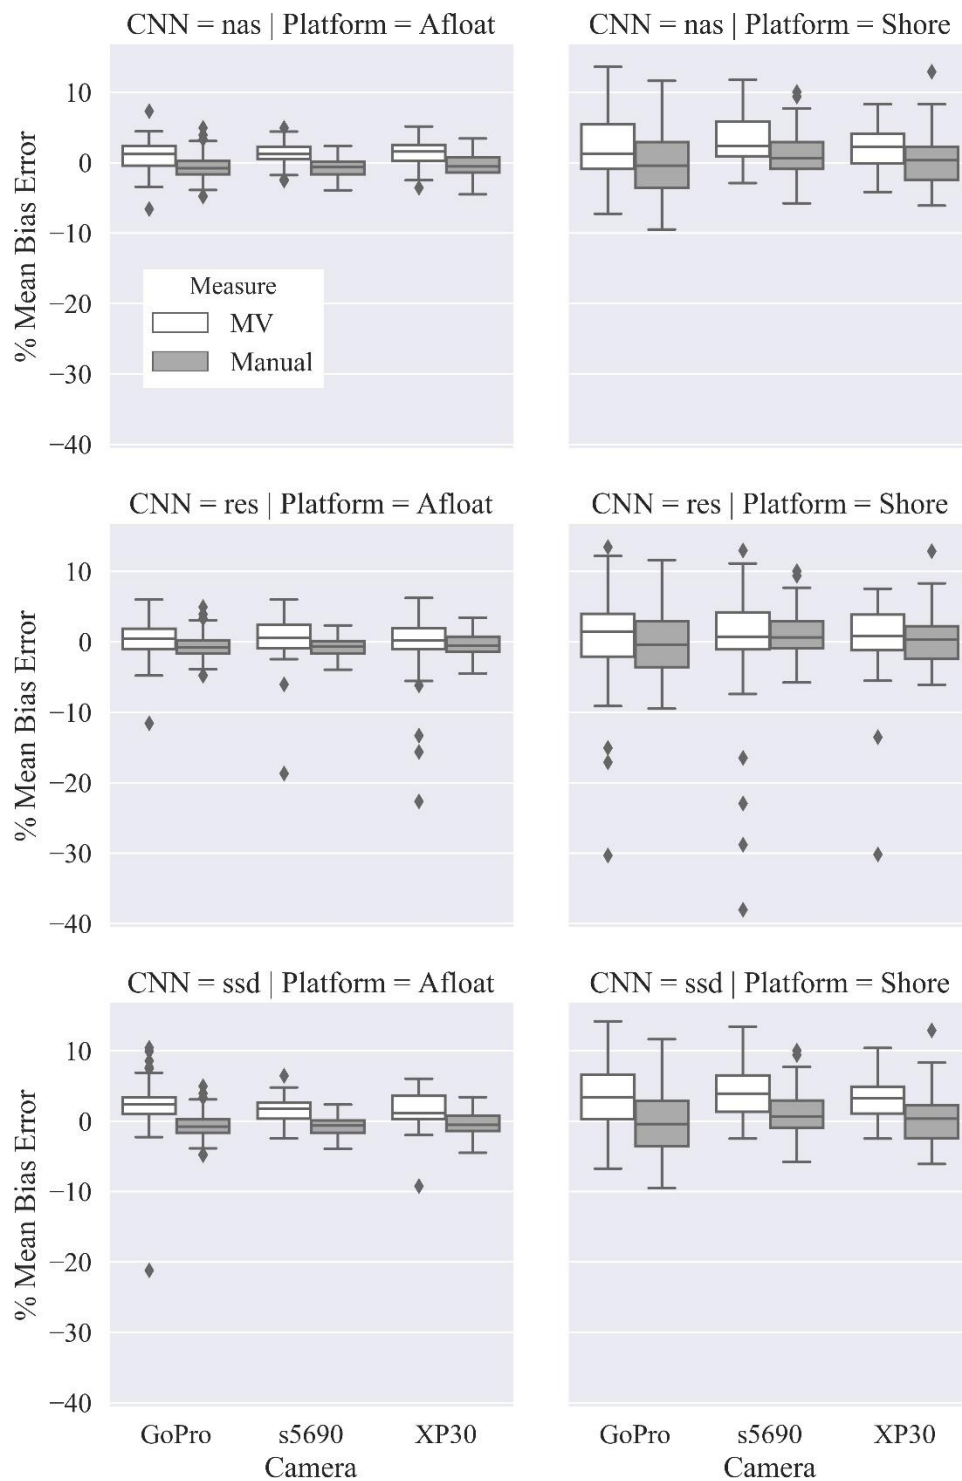 CNN = nas | Platform = Afloat
CNN = nas | Platform = Shore
% Mean Bias Error
10
0
−10
−20
−30
−40
Measure
MV
Manual
CNN = res | Platform = Afloat
CNN = res | Platform = Shore
% Mean Bias Error
10
0
−10
−20
−30
−40
CNN = ssd | Platform = Afloat
CNN = ssd | Platform = Shore
% Mean Bias Error
10
0
−10
−20
−30
−40
GoPro s5690 XP30
Camera
GoPro s5690 XP30
Camera